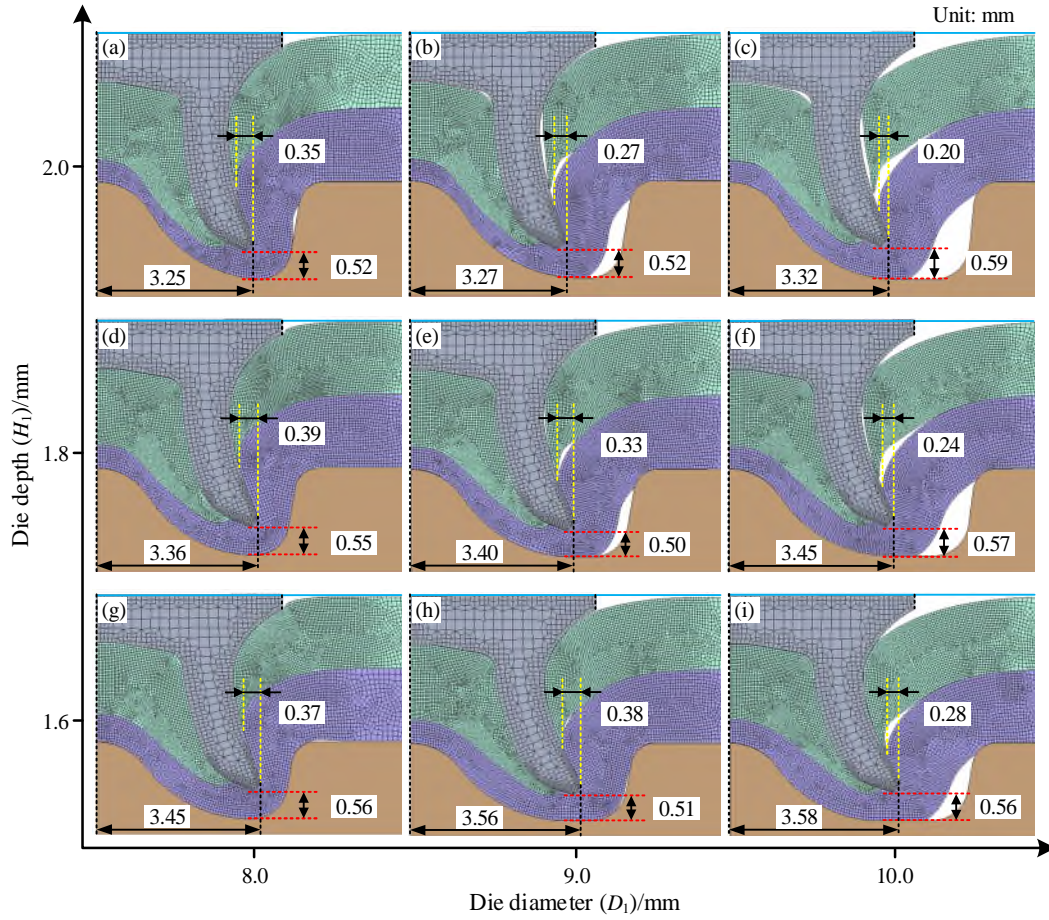 Unit: mm
(a)
(b)
(c)
0.35
0.27
0.20
2.0
3.25
0.52
3.27
0.52
3.32
0.59
(d)
(e)
(f)
0.39
0.33
0.24
1.8
3.36
0.55
3.40
0.50
3.45
0.57
Die depth (H₁)/mm
(g)
(h)
(i)
0.37
0.38
0.28
1.6
3.45
0.56
3.56
0.51
3.58
0.56
8.0
9.0
10.0
Die diameter (D₁)/mm